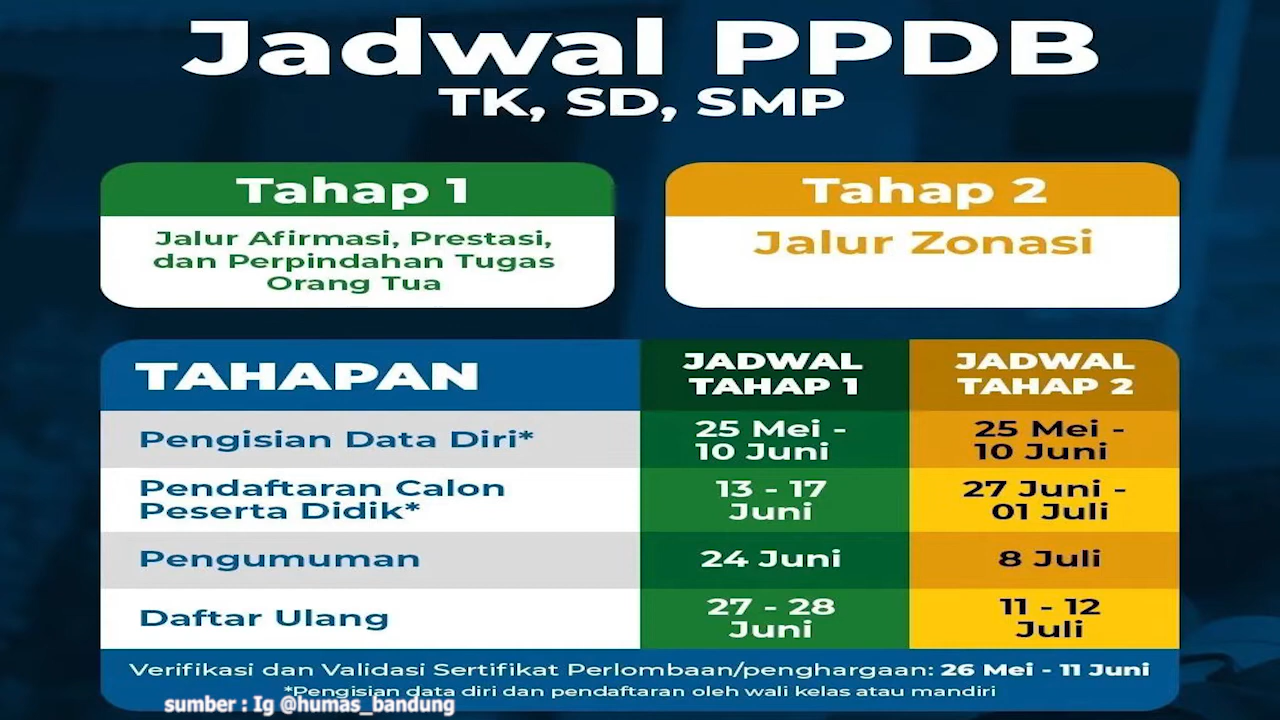 Jadwal PPDB
TK, SD, SMP
Tahap 1
Jalur Afirmasi, Prestasi,
dan Perpindahan Tugas
Orang Tua
Tahap 2
Jalur Zonasi
TAHAPAN
JADWAL
TAHAP 1
JADWAL
TAHAP 2
Pengisian Data Diri*
25 Mei -
10 Juni
25 Mei -
10 Juni
Pendaftaran Calon
Peserta Didik*
13 - 17
Juni
27 Juni -
01 Juli
Pengumuman
24 Juni
8 Juli
Daftar Ulang
27 - 28
Juni
11 - 12
Juli
Verifikasi dan Validasi Sertifikat Perlombaan/penghargaan: 26 Mei - 11 Juni
*Pengisian data diri dan pendaftaran oleh wali kelas atau mandiri
sumber : Ig @humas_bandung